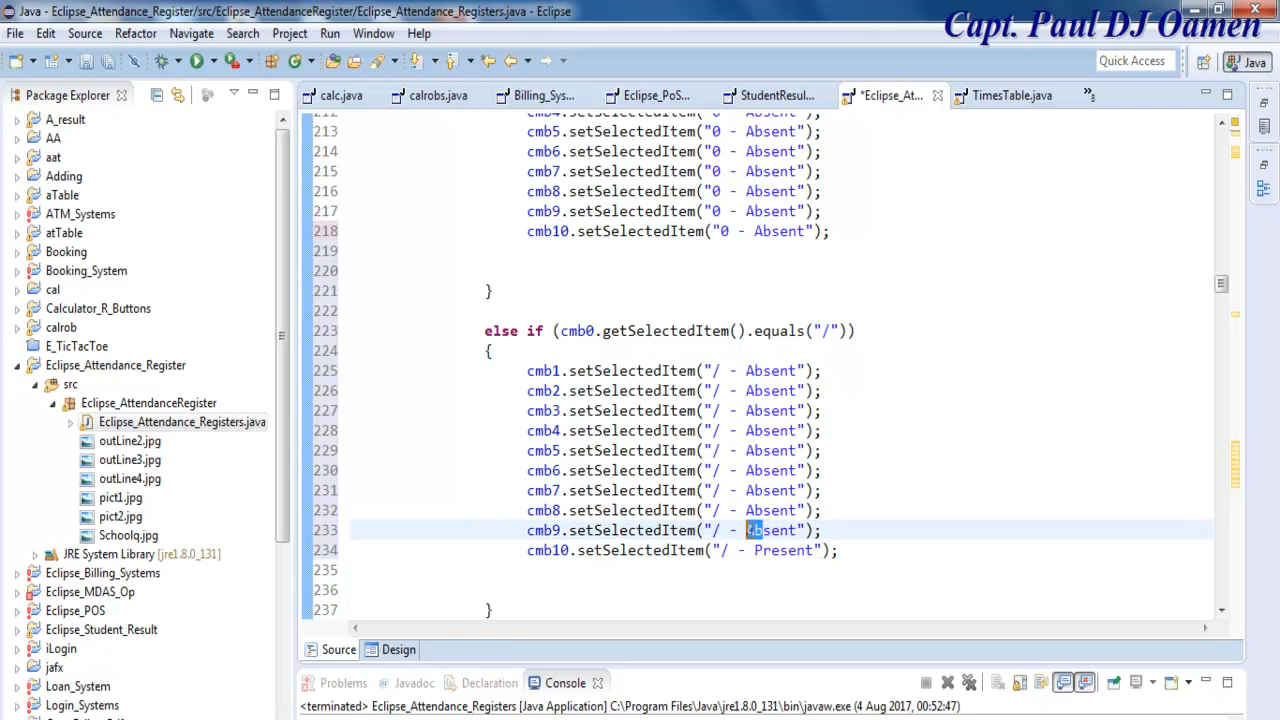 Java - Eclipse_Attendance_Register/src/Eclipse_AttendanceRegister/Eclipse_Attendance_Registers.java - Eclipse
Capt. Paul DJ Oamen
File Edit Source Refactor Navigate Search Project Run Window Help
Quick Access
Java
Package Explorer
calc.java calrobs.java Billing_Sys... Eclipse_PoS... StudentResul... *Eclipse_At... TimesTable.java »8
A_result
AA
aat
Adding
aTable
ATM_Systems
atTable
Booking
Booking_System
cal
Calculator_R_Buttons
calrob
E_TicTacToe
Eclipse_Attendance_Register
src
Eclipse_AttendanceRegister
Eclipse_Attendance_Registers.java
outLine2.jpg
outLine3.jpg
outLine4.jpg
pict1.jpg
pict2.jpg
Schoolq.jpg
JRE System Library [jre1.8.0_131]
Eclipse_Billing_Systems
Eclipse_MDAS_Op
Eclipse_POS
Eclipse_Student_Result
iLogin
jafx
Loan_System
Login_Systems
212 cmb4.setSelectedItem("0 - Absent");
213 cmb5.setSelectedItem("0 - Absent");
214 cmb6.setSelectedItem("0 - Absent");
215 cmb7.setSelectedItem("0 - Absent");
216 cmb8.setSelectedItem("0 - Absent");
217 cmb9.setSelectedItem("0 - Absent");
218 cmb10.setSelectedItem("0 - Absent");
219
220
221 }
222
223 else if (cmb0.getSelectedItem().equals("/"))
224 {
225 cmb1.setSelectedItem("/ - Absent");
226 cmb2.setSelectedItem("/ - Absent");
227 cmb3.setSelectedItem("/ - Absent");
228 cmb4.setSelectedItem("/ - Absent");
229 cmb5.setSelectedItem("/ - Absent");
230 cmb6.setSelectedItem("/ - Absent");
231 cmb7.setSelectedItem("/ - Absent");
232 cmb8.setSelectedItem("/ - Absent");
233 cmb9.setSelectedItem("/ - Absent");
234 cmb10.setSelectedItem("/ - Present");
235
236
237 }
Source Design
Problems Javadoc Declaration Console
<terminated> Eclipse_Attendance_Registers [Java Application] C:\Program Files\Java\jre1.8.0_131\bin\javaw.exe (4 Aug 2017, 00:52:47)